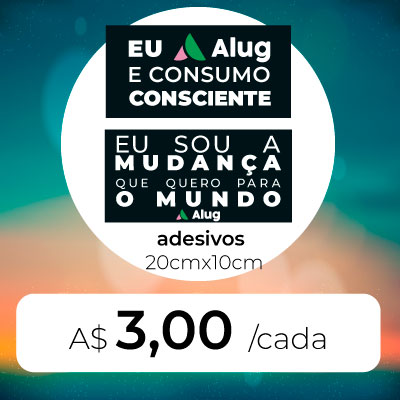 EU Alug
E CONSUMO
CONSCIENTE
EU SOU A
MUDANÇA
QUE QUERO PARA
O MUNDO
Alug
adesivos
20cmx10cm
A$ 3,00 /cada